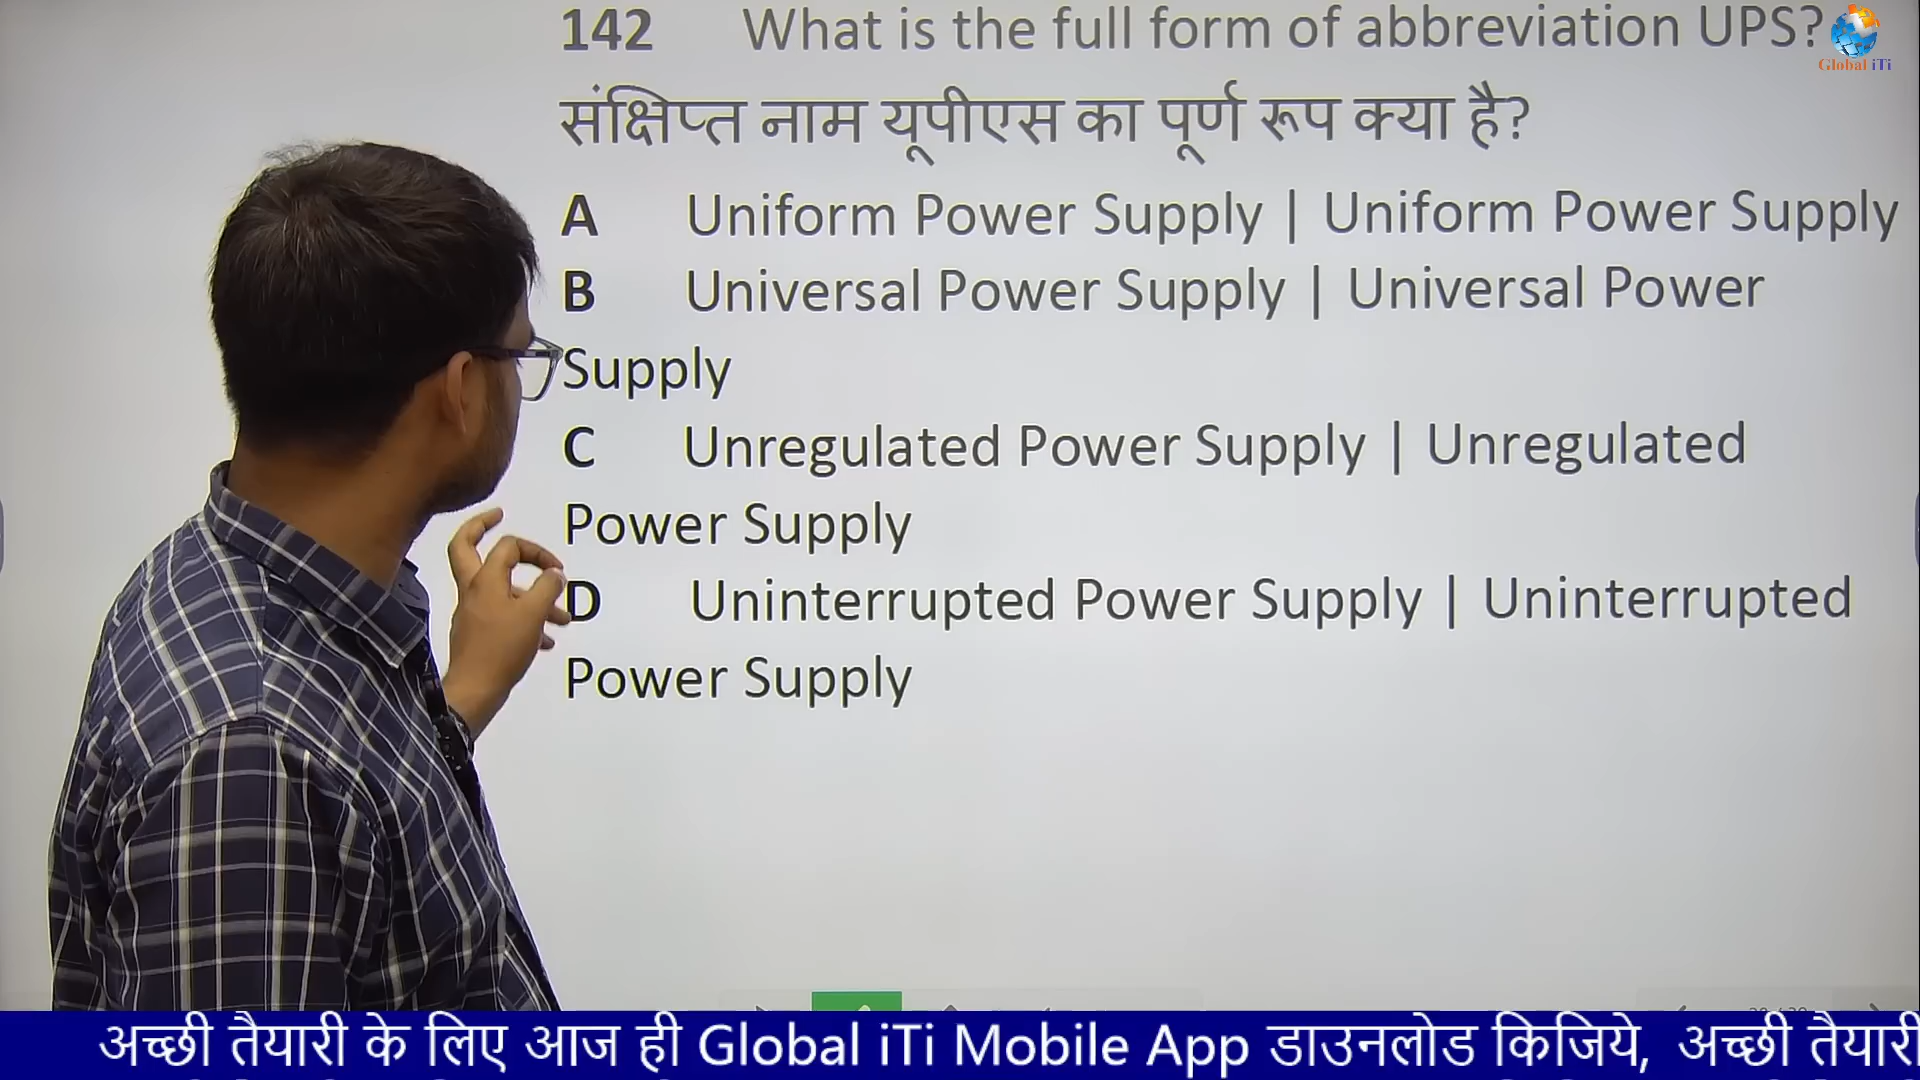 142 What is the full form of abbreviation UPS?
Global iTi
संक्षिप्त नाम यूपीएस का पूर्ण रूप क्या है?
A Uniform Power Supply | Uniform Power Supply
B Universal Power Supply | Universal Power
Supply
C Unregulated Power Supply | Unregulated
Power Supply
D Uninterrupted Power Supply | Uninterrupted
Power Supply
अच्छी तैयारी के लिए आज ही Global iTi Mobile App डाउनलोड किजिये, अच्छी तैयारी